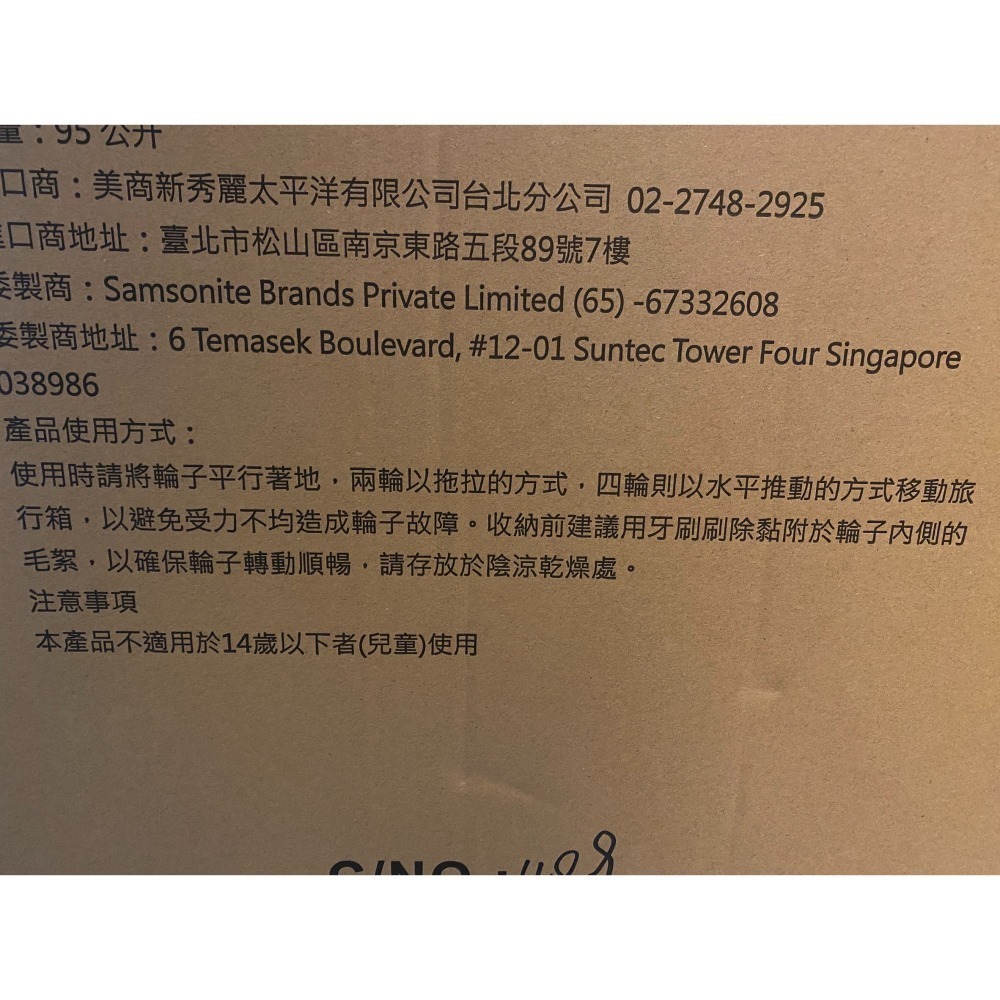 量：95 公升
口商：美商新秀麗太平洋有限公司台北分公司 02-2748-2925
進口商地址：臺北市松山區南京東路五段89號7樓
委製商：Samsonite Brands Private Limited (65) -67332608
委製商地址：6 Temasek Boulevard, #12-01 Suntec Tower Four Singapore
038986
產品使用方式：
使用時請將輪子平行著地，兩輪以拖拉的方式，四輪則以水平推動的方式移動旅
行箱，以避免受力不均造成輪子故障。收納前建議用牙刷刷除黏附於輪子內側的
毛絮，以確保輪子轉動順暢，請存放於陰涼乾燥處。
注意事項
本產品不適用於14歲以下者(兒童)使用
S/NO.: